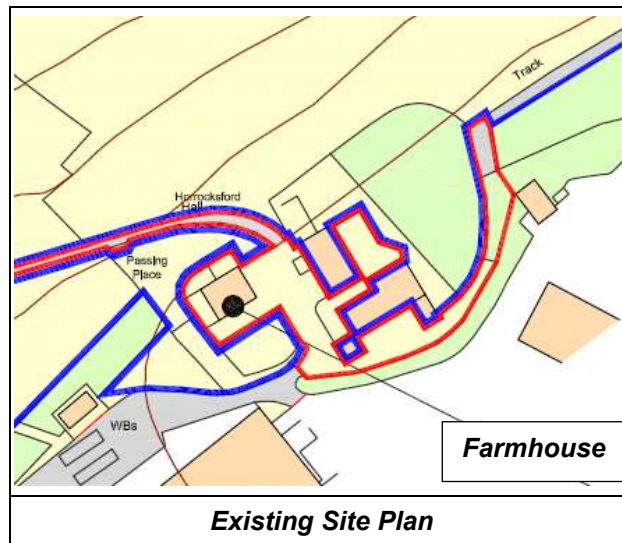 Track
Horrocksford
Hall
Passing
Place
WBs
Farmhouse
Existing Site Plan